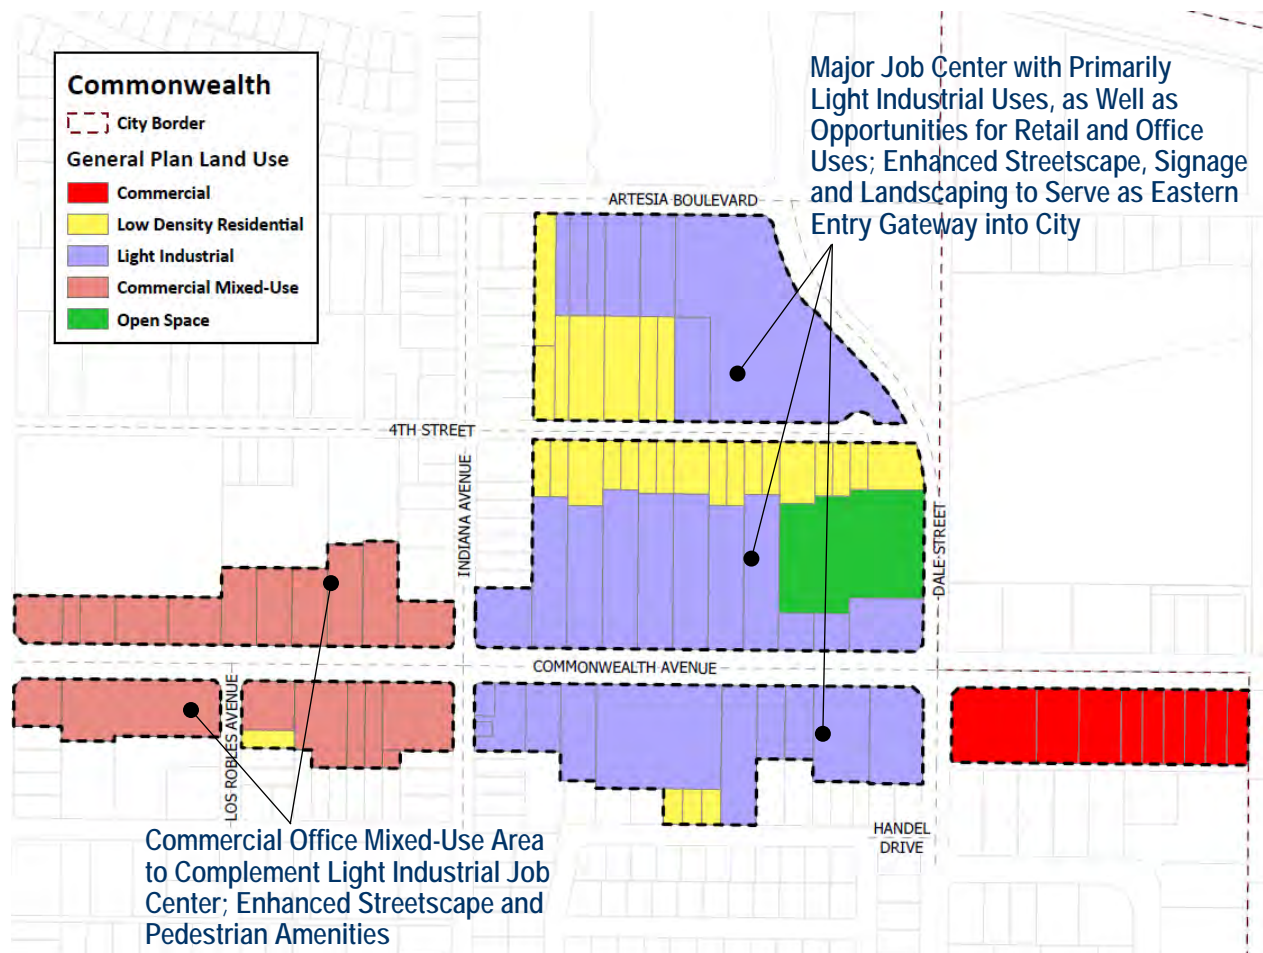 Commonwealth
City Border
General Plan Land Use
Commercial
Low Density Residential
Light Industrial
Commercial Mixed-Use
Open Space
Major Job Center with Primarily
Light Industrial Uses, as Well as
Opportunities for Retail and Office
Uses; Enhanced Streetscape, Signage
and Landscaping to Serve as Eastern
Entry Gateway into City
ARTESIA BOULEVARD
4TH STREET
INDIANA AVENUE
DALE STREET
COMMONWEALTH AVENUE
LOS ROBLES AVENUE
HANDEL
DRIVE
Commercial Office Mixed-Use Area
to Complement Light Industrial Job
Center; Enhanced Streetscape and
Pedestrian Amenities